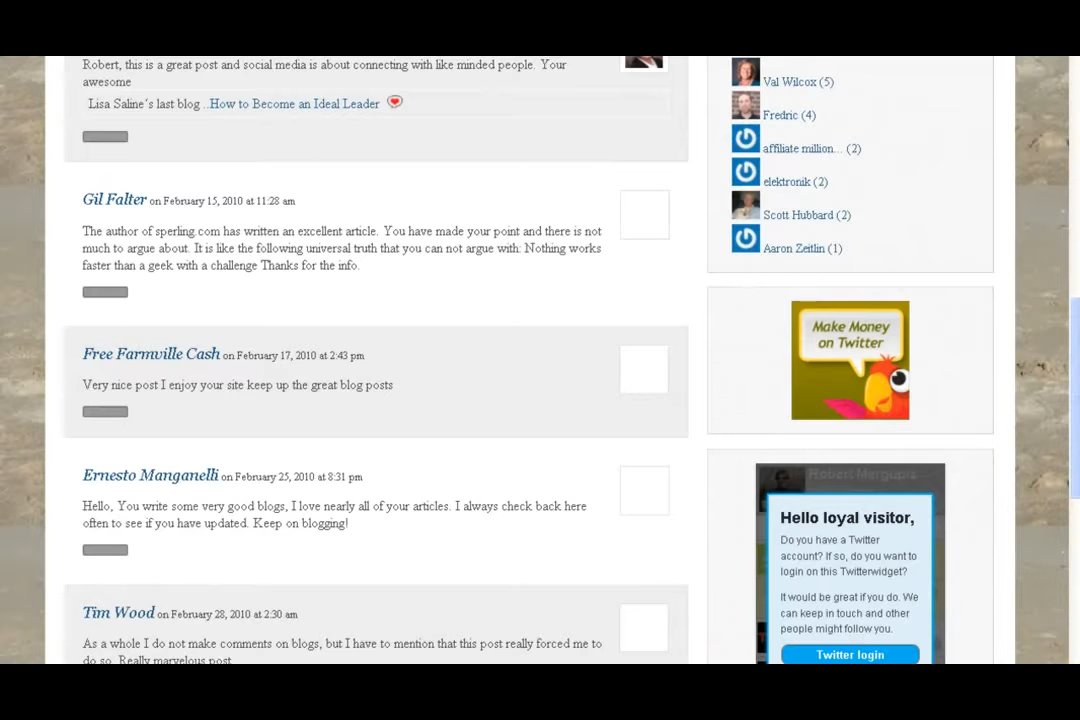 Robert, this is a great post and social media is about connecting with like minded people. Your
awesome
Lisa Saline´s last blog ..How to Become an Ideal Leader
Gil Falter on February 15, 2010 at 11:28 am
The author of sperling.com has written an excellent article. You have made your point and there is not
much to argue about. It is like the following universal truth that you can not argue with: Nothing works
faster than a geek with a challenge Thanks for the info.
Free Farmville Cash on February 17, 2010 at 2:43 pm
Very nice post I enjoy your site keep up the great blog posts
Ernesto Manganelli on February 25, 2010 at 8:31 pm
Hello, You write some very good blogs, I love nearly all of your articles. I always check back here
often to see if you have updated. Keep on blogging!
Tim Wood on February 28, 2010 at 2:30 am
As a whole I do not make comments on blogs, but I have to mention that this post really forced me to
do so. Really marvelous post
Val Wilcox (5)
Fredric (4)
affiliate million... (2)
elektronik (2)
Scott Hubbard (2)
Aaron Zeitlin (1)
Make Money
on Twitter
Hello loyal visitor,
Do you have a Twitter
account? If so, do you want to
login on this Twitterwidget?
It would be great if you do. We
can keep in touch and other
people might follow you.
Twitter login